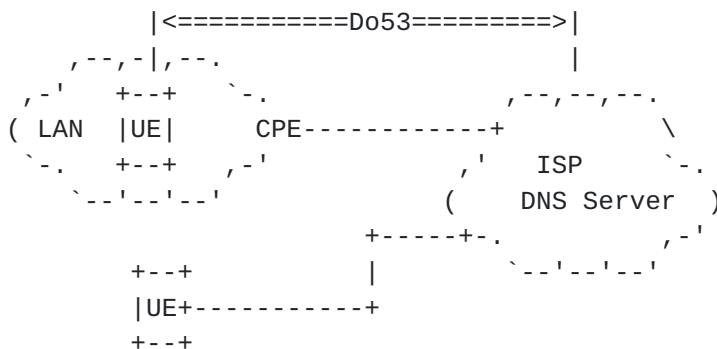 |<===========Do53=========>|
,--,-|,--. |
,-' +--+ `-. ,--,--,--.
( LAN |UE| CPE------------+ \
`-. +--+ ,-' ,' ISP `-.
`--'--'--' ( DNS Server )
+-----+-. ,-'
+--+ | `--'--'--'
|UE+-----------+
+--+